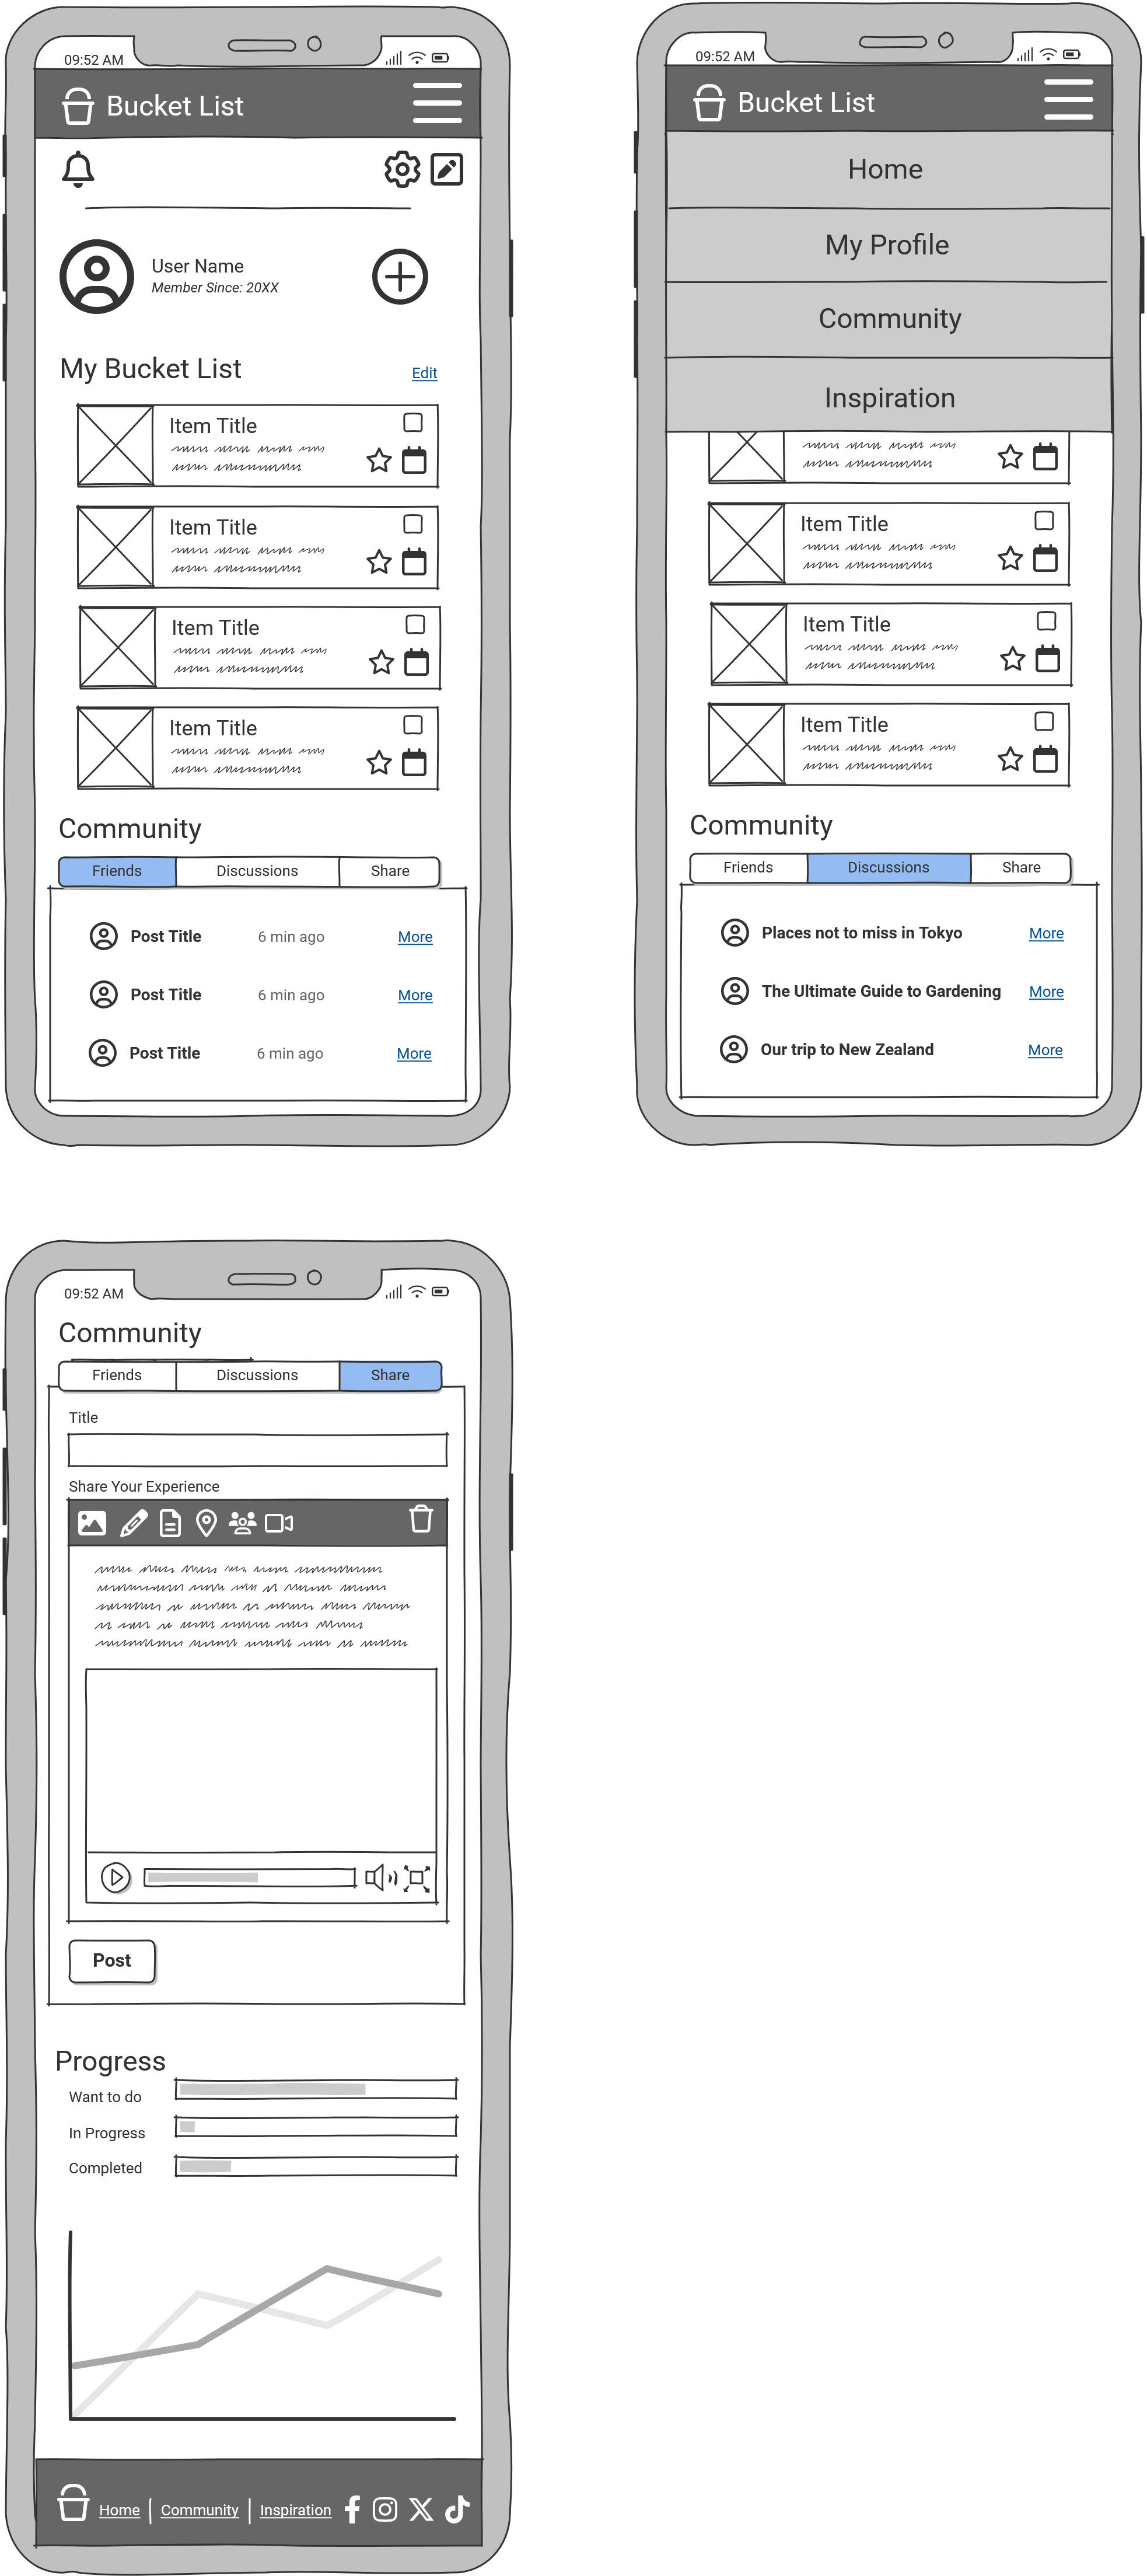 09:52 AM
Bucket List
User Name
Member Since: 20XX
My Bucket List
Edit
Item Title
Item Title
Item Title
Item Title
Community
Friends Discussions Share
Post Title 6 min ago More
Post Title 6 min ago More
Post Title 6 min ago More
09:52 AM
Bucket List
Home
My Profile
Community
Inspiration
Item Title
Item Title
Item Title
Community
Friends Discussions Share
Places not to miss in Tokyo More
The Ultimate Guide to Gardening More
Our trip to New Zealand More
09:52 AM
Community
Friends Discussions Share
Title
Share Your Experience
Post
Progress
Want to do
In Progress
Completed
Home | Community | Inspiration